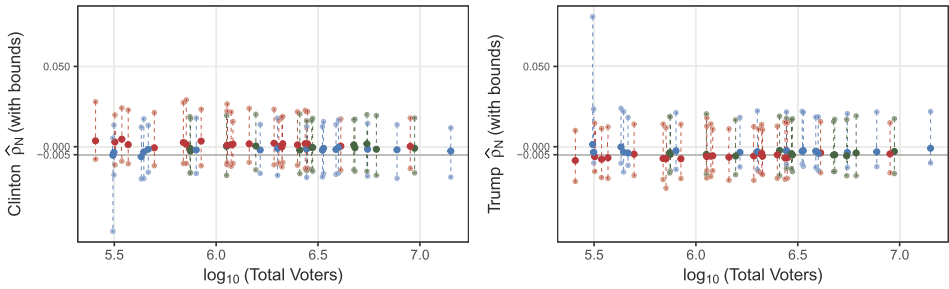 Clinton ρ̂N (with bounds)
0.050
0.000
−0.005
5.5 6.0 6.5 7.0
log10 (Total Voters)
Trump ρ̂N (with bounds)
0.050
0.000
−0.005
5.5 6.0 6.5 7.0
log10 (Total Voters)